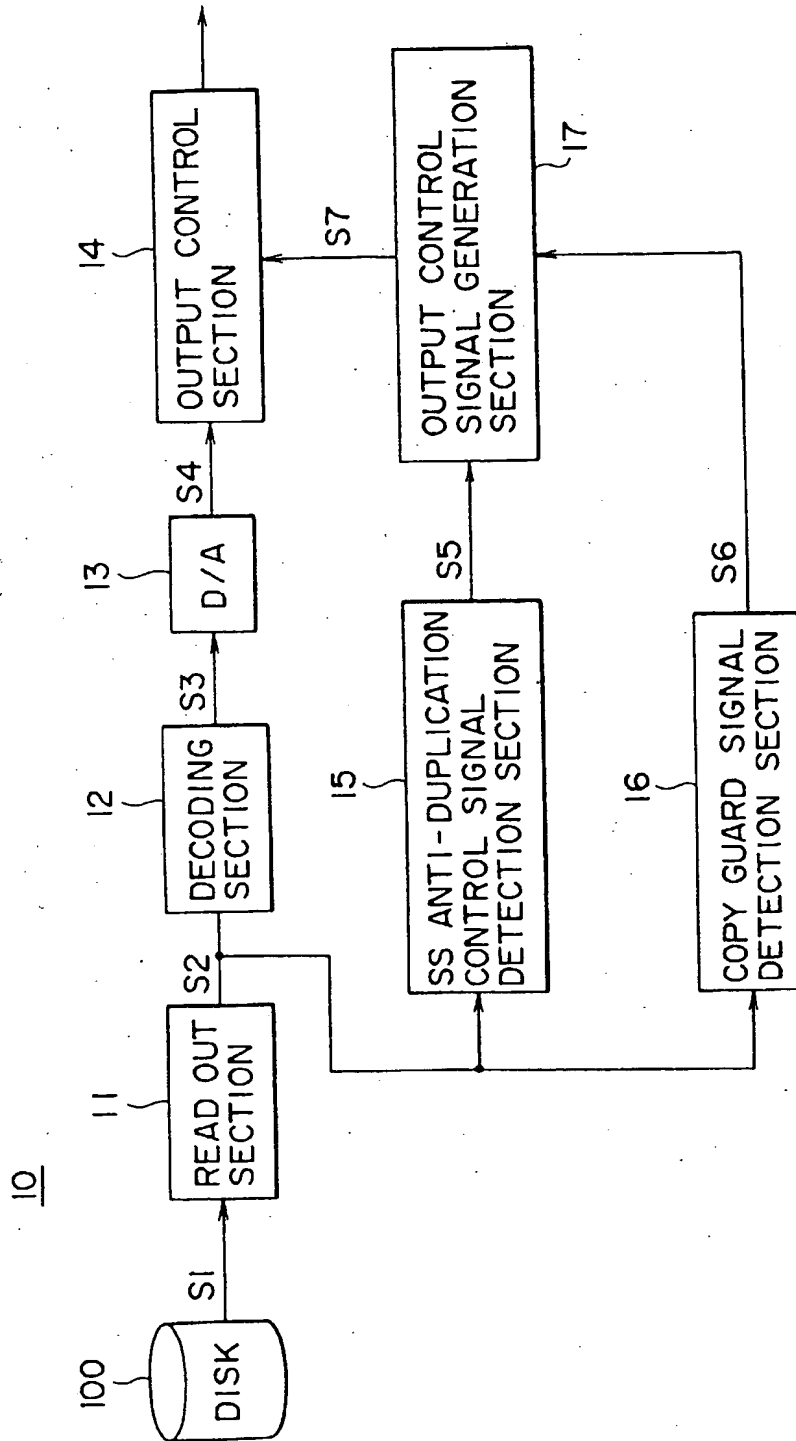 10
100
DISK
S1
11
READ OUT
SECTION
S2
12
DECODING
SECTION
S3
13
D/A
S4
14
OUTPUT CONTROL
SECTION
15
SS ANTI-DUPLICATION
CONTROL SIGNAL
DETECTION SECTION
S5
S7
OUTPUT CONTROL
SIGNAL GENERATION
SECTION
17
16
COPY GUARD SIGNAL
DETECTION SECTION
S6